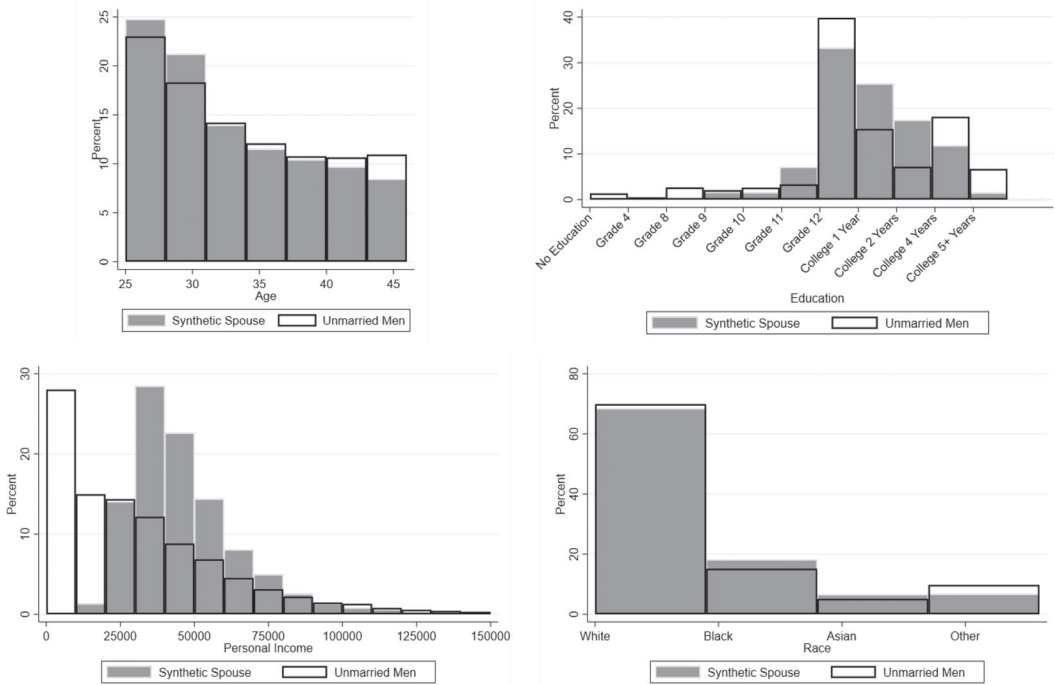 Percent
25
20
15
10
5
0
25 30 35 40 45
Age
Synthetic Spouse Unmarried Men
Percent
40
30
20
10
0
No Education
Grade 4
Grade 8
Grade 9
Grade 10
Grade 11
Grade 12
College 1 Year
College 2 Years
College 4 Years
College 5+ Years
Education
Synthetic Spouse Unmarried Men
Percent
30
20
10
0
0 25000 50000 75000 100000 125000 150000
Personal Income
Synthetic Spouse Unmarried Men
Percent
80
60
40
20
0
White Black Asian Other
Race
Synthetic Spouse Unmarried Men